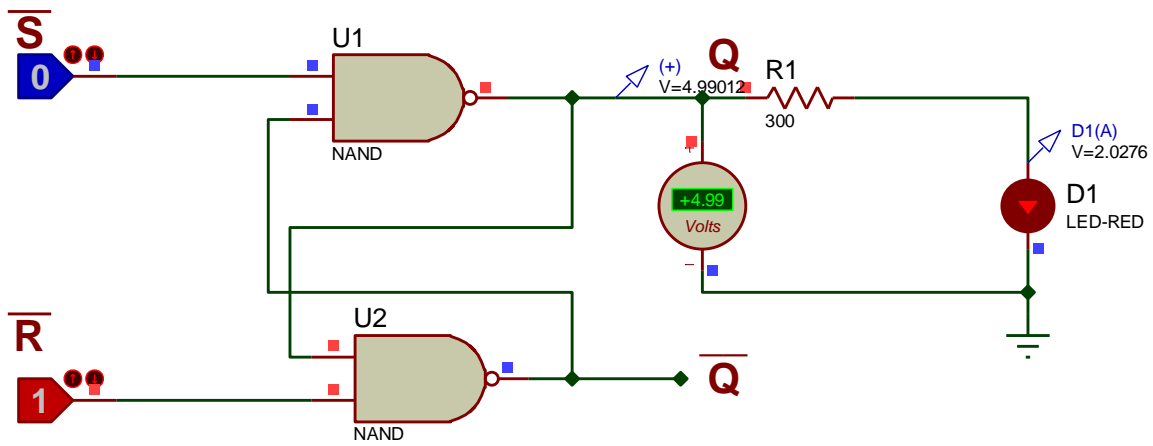 S
0
U1
NAND
(+)
V=4.99012
Q
R1
300
+
+4.99
Volts
−
D1(A)
V=2.0276
D1
LED-RED
R
1
U2
NAND
Q